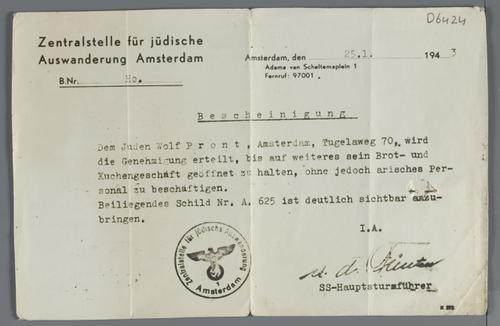 D6424
Zentralstelle für jüdische
Auswanderung Amsterdam
B.Nr. Ho.
Amsterdam, den 25.1. 1943
Adama van Scheltemaplein 1
Fernruf: 97001
Bescheinigung
Dem Juden Wolf Pront, Amsterdam, Tugelaweg 70, wird
die Genehmigung erteilt, bis auf weiteres sein Brot- und
Kuchengeschäft geöffnet zu halten, ohne jedoch arisches Per-
sonal zu beschäftigen.
Beiliegendes Schild Nr. A. 625 ist deutlich sichtbar anzu-
bringen.
I.A.
Zentralstelle für jüdische Auswanderung
1
Amsterdam
SS-Hauptsturmführer